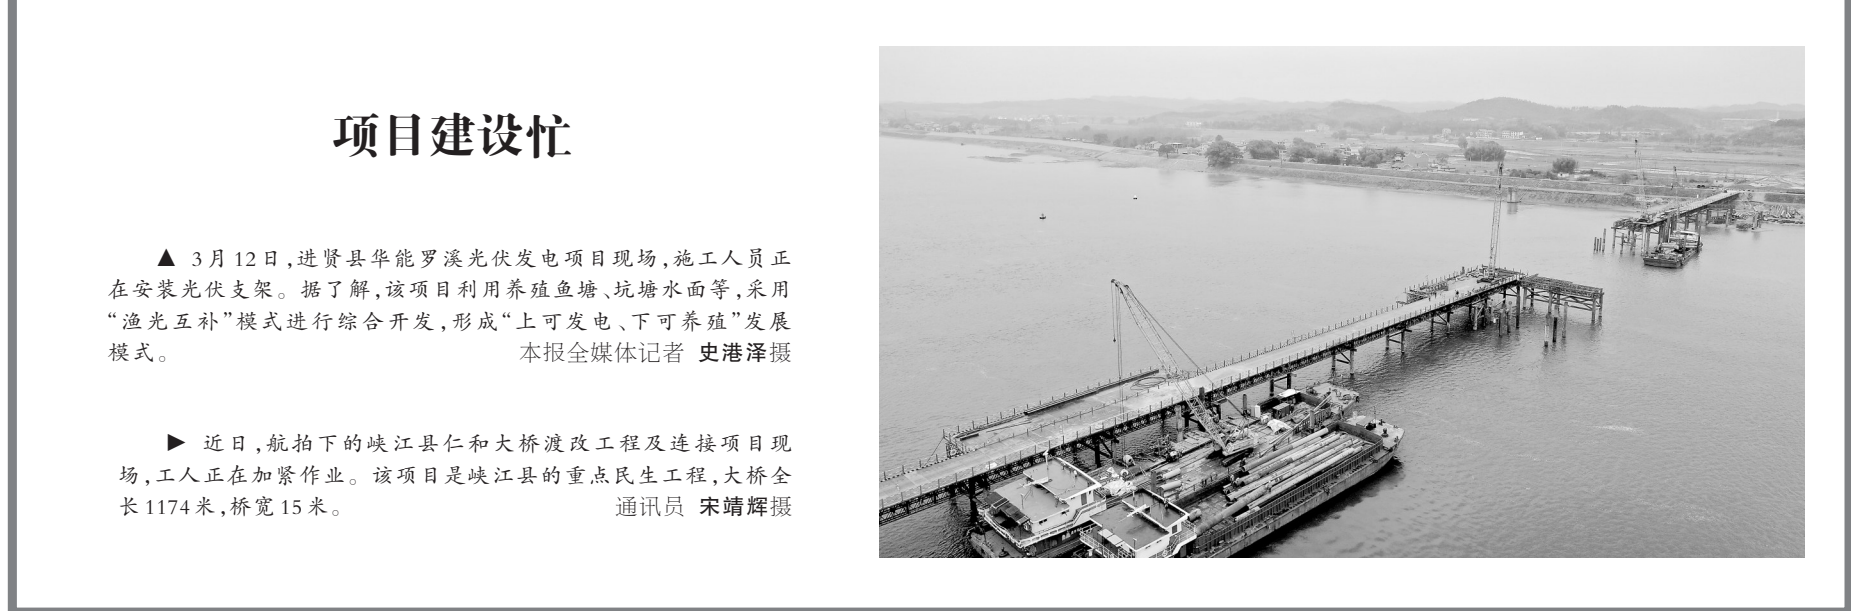 项目建设忙
▲ 3月12日,进贤县华能罗溪光伏发电项目现场,施工人员正
在安装光伏支架。据了解,该项目利用养殖鱼塘、坑塘水面等,采用
“渔光互补”模式进行综合开发,形成“上可发电、下可养殖”发展
模式。 本报全媒体记者 史港泽摄
▶ 近日,航拍下的峡江县仁和大桥渡改工程及连接项目现
场,工人正在加紧作业。该项目是峡江县的重点民生工程,大桥全
长1174米,桥宽15米。 通讯员 宋靖辉摄